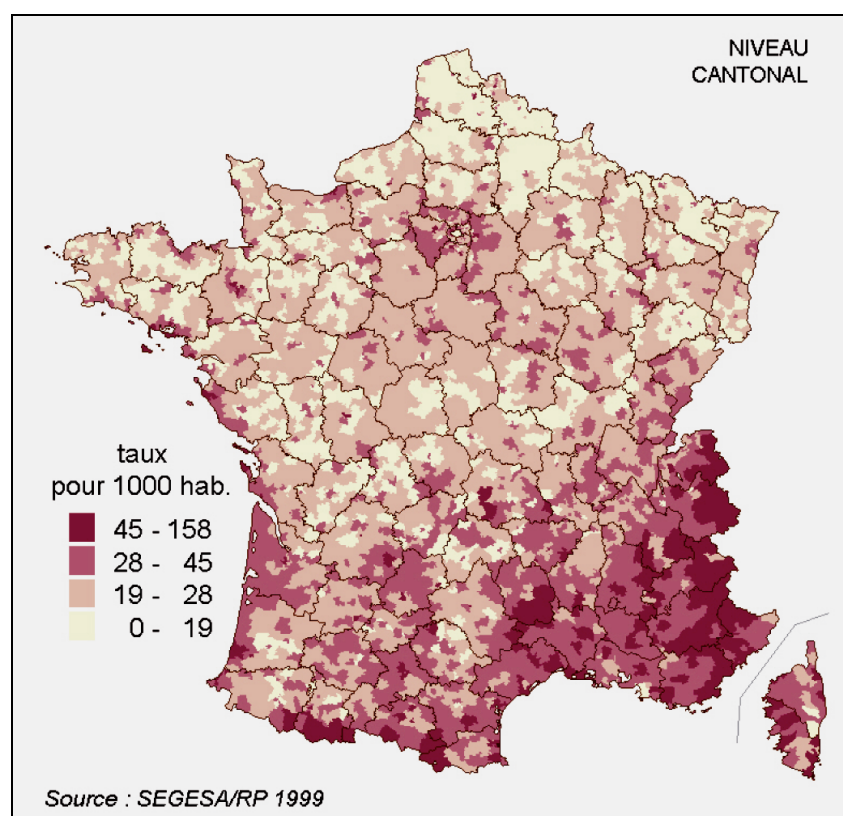 NIVEAU
CANTONAL
taux
pour 1000 hab.
45 - 158
28 - 45
19 - 28
0 - 19
Source : SEGESA/RP 1999